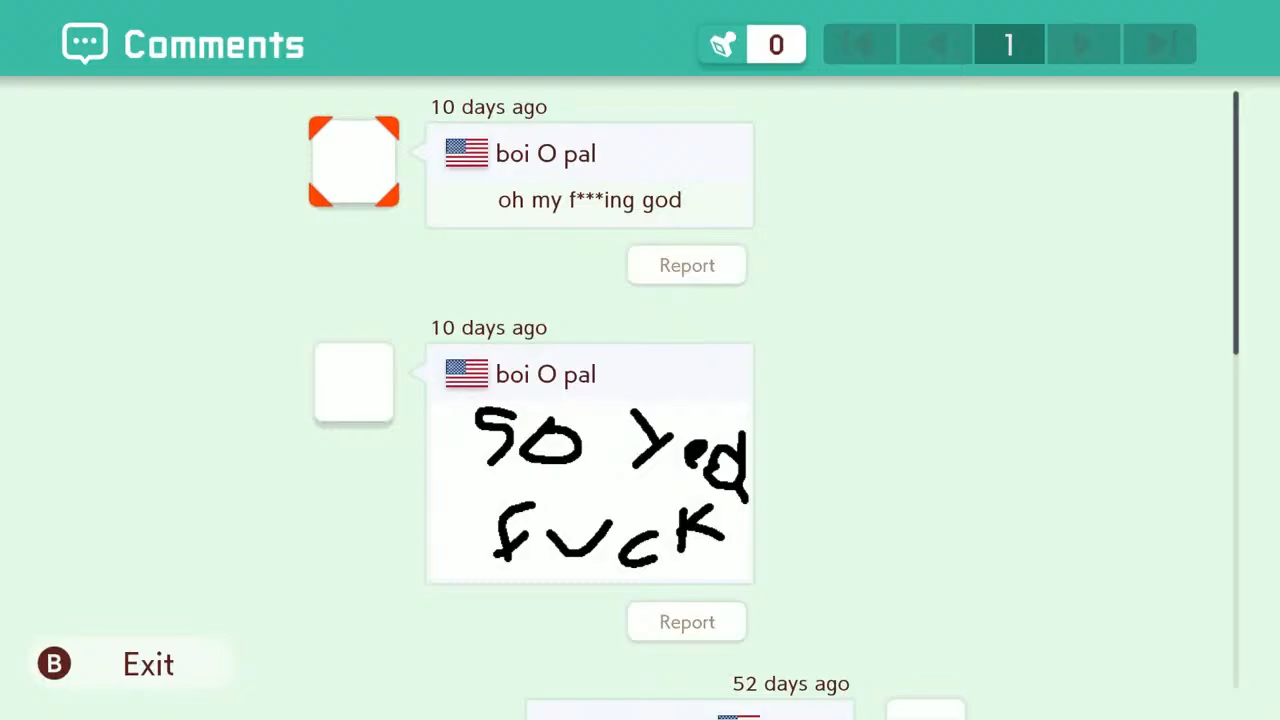 Comments
0
1
10 days ago
boi O pal
oh my f***ing god
Report
10 days ago
boi O pal
so yea
fuck
Report
52 days ago
B Exit